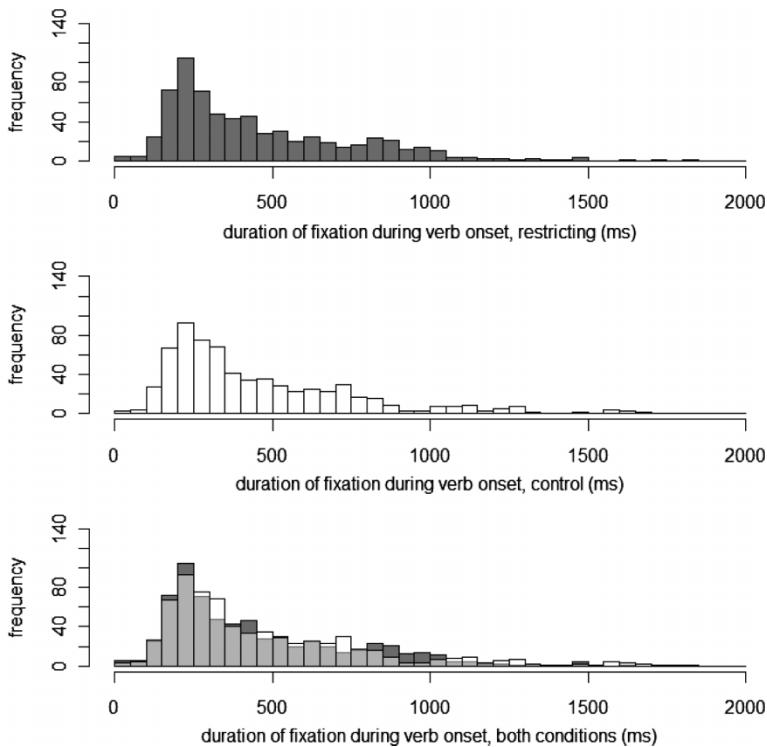 140
80
40
0
frequency
0 500 1000 1500 2000
duration of fixation during verb onset, restricting (ms)
140
80
40
0
frequency
0 500 1000 1500 2000
duration of fixation during verb onset, control (ms)
140
80
40
0
frequency
0 500 1000 1500 2000
duration of fixation during verb onset, both conditions (ms)